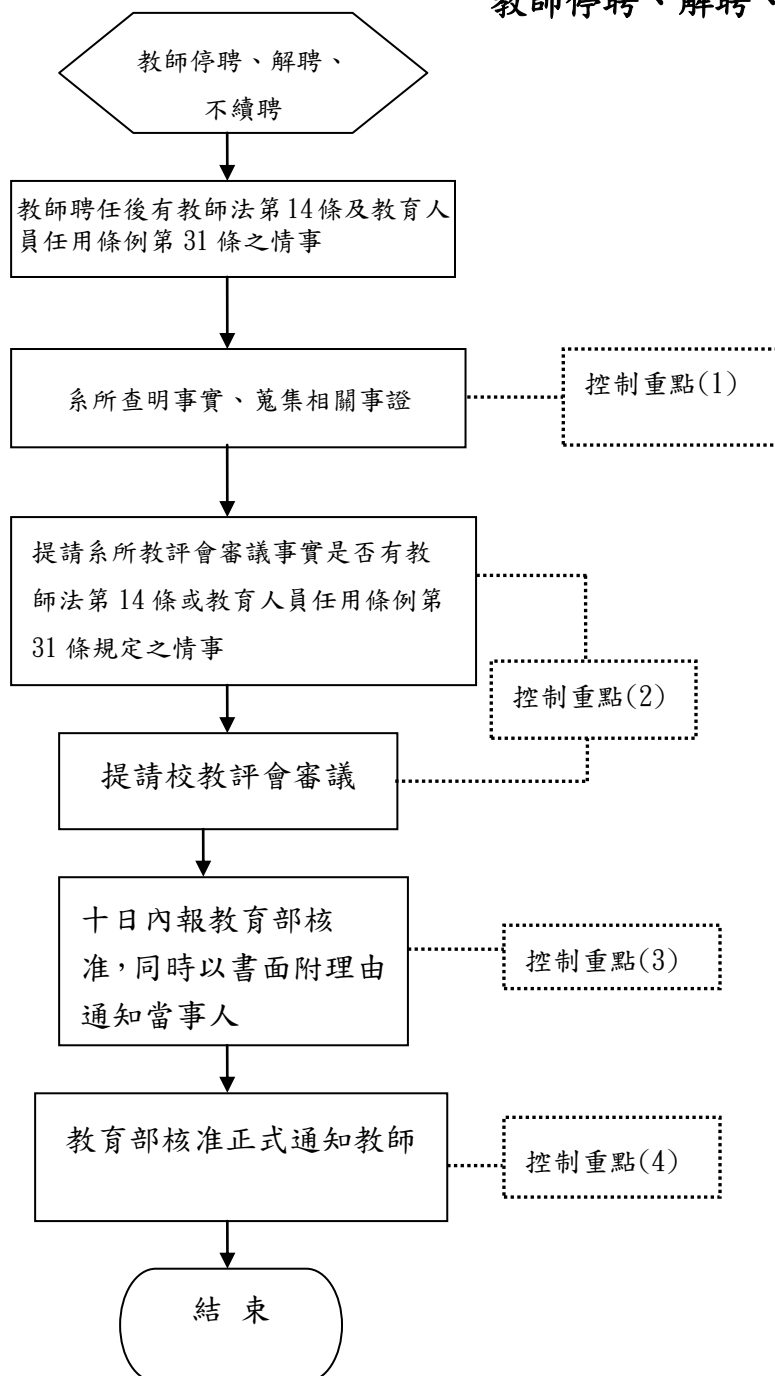 教師停聘、解聘、
教師停聘、解聘、
不續聘
教師聘任後有教師法第14條及教育人
員任用條例第 31 條之情事
系所查明事實、蒐集相關事證
控制重點(1)
提請系所教評會審議事實是否有教
師法第 14 條或教育人員任用條例第
31 條規定之情事
控制重點(2)
提請校教評會審議
十日內報教育部核
准，同時以書面附理由
通知當事人
控制重點(3)
教育部核准正式通知教師
控制重點(4)
結 束